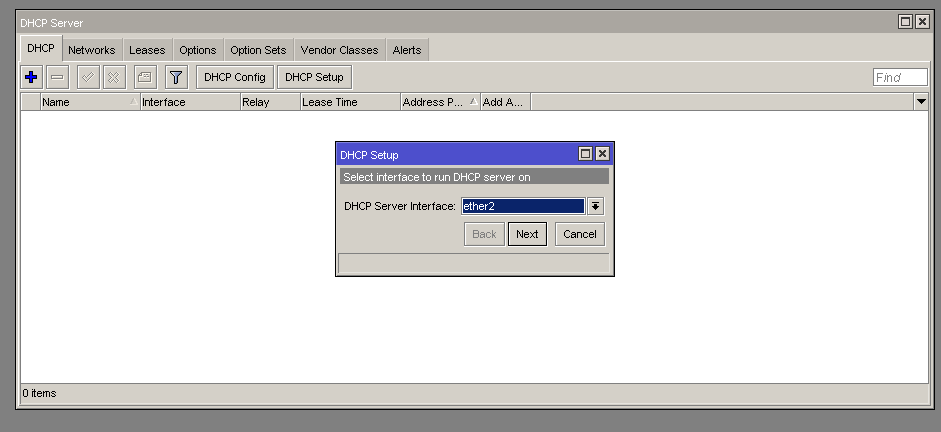 DHCP Server
DHCP Networks Leases Options Option Sets Vendor Classes Alerts
DHCP Config DHCP Setup Find
Name Interface Relay Lease Time Address P... Add A...
DHCP Setup
Select interface to run DHCP server on
DHCP Server Interface: ether2
Back Next Cancel
0 items